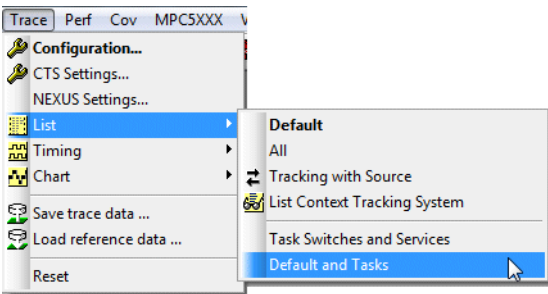 Trace Perf Cov MPC5XXX
Configuration...
CTS Settings...
NEXUS Settings...
List
Timing
Chart
Save trace data ...
Load reference data ...
Reset
Default
All
Tracking with Source
List Context Tracking System
Task Switches and Services
Default and Tasks